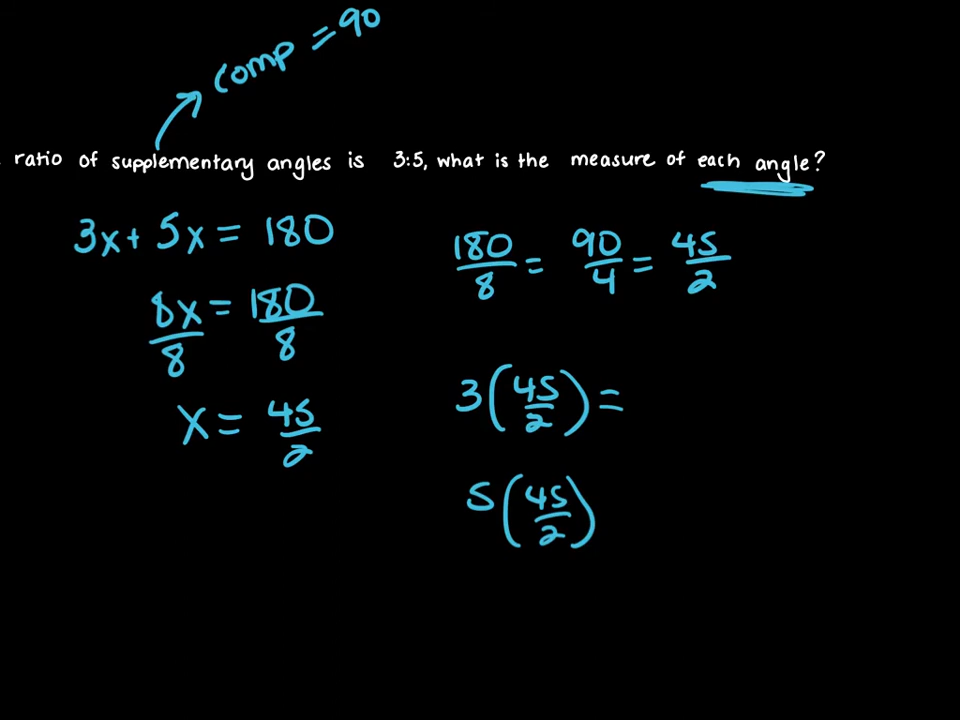 comp = 90
ratio of supplementary angles is 3:5, what is the measure of each angle?
3x + 5x = 180
8x/8 = 180/8
x = 45/2
180/8 = 90/4 = 45/2
3(45/2) =
5(45/2)